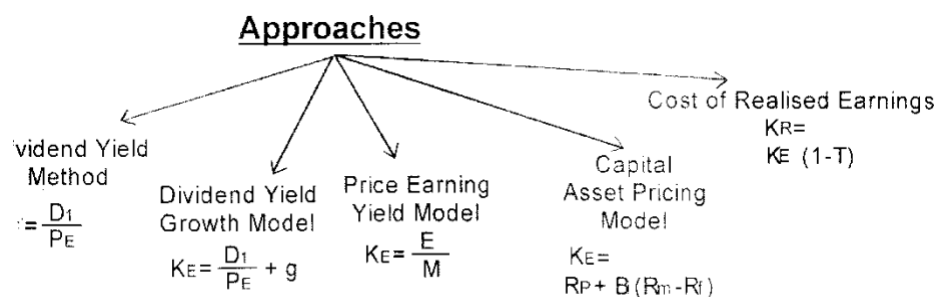 Approaches
vidend Yield
Method
= D1
PE
Dividend Yield
Growth Model
KE= D1 + g
PE
Price Earning
Yield Model
KE= E
M
Capital
Asset Pricing
Model
KE=
RP + B (Rm-Rf)
Cost of Realised Earnings
KR=
KE (1-T)